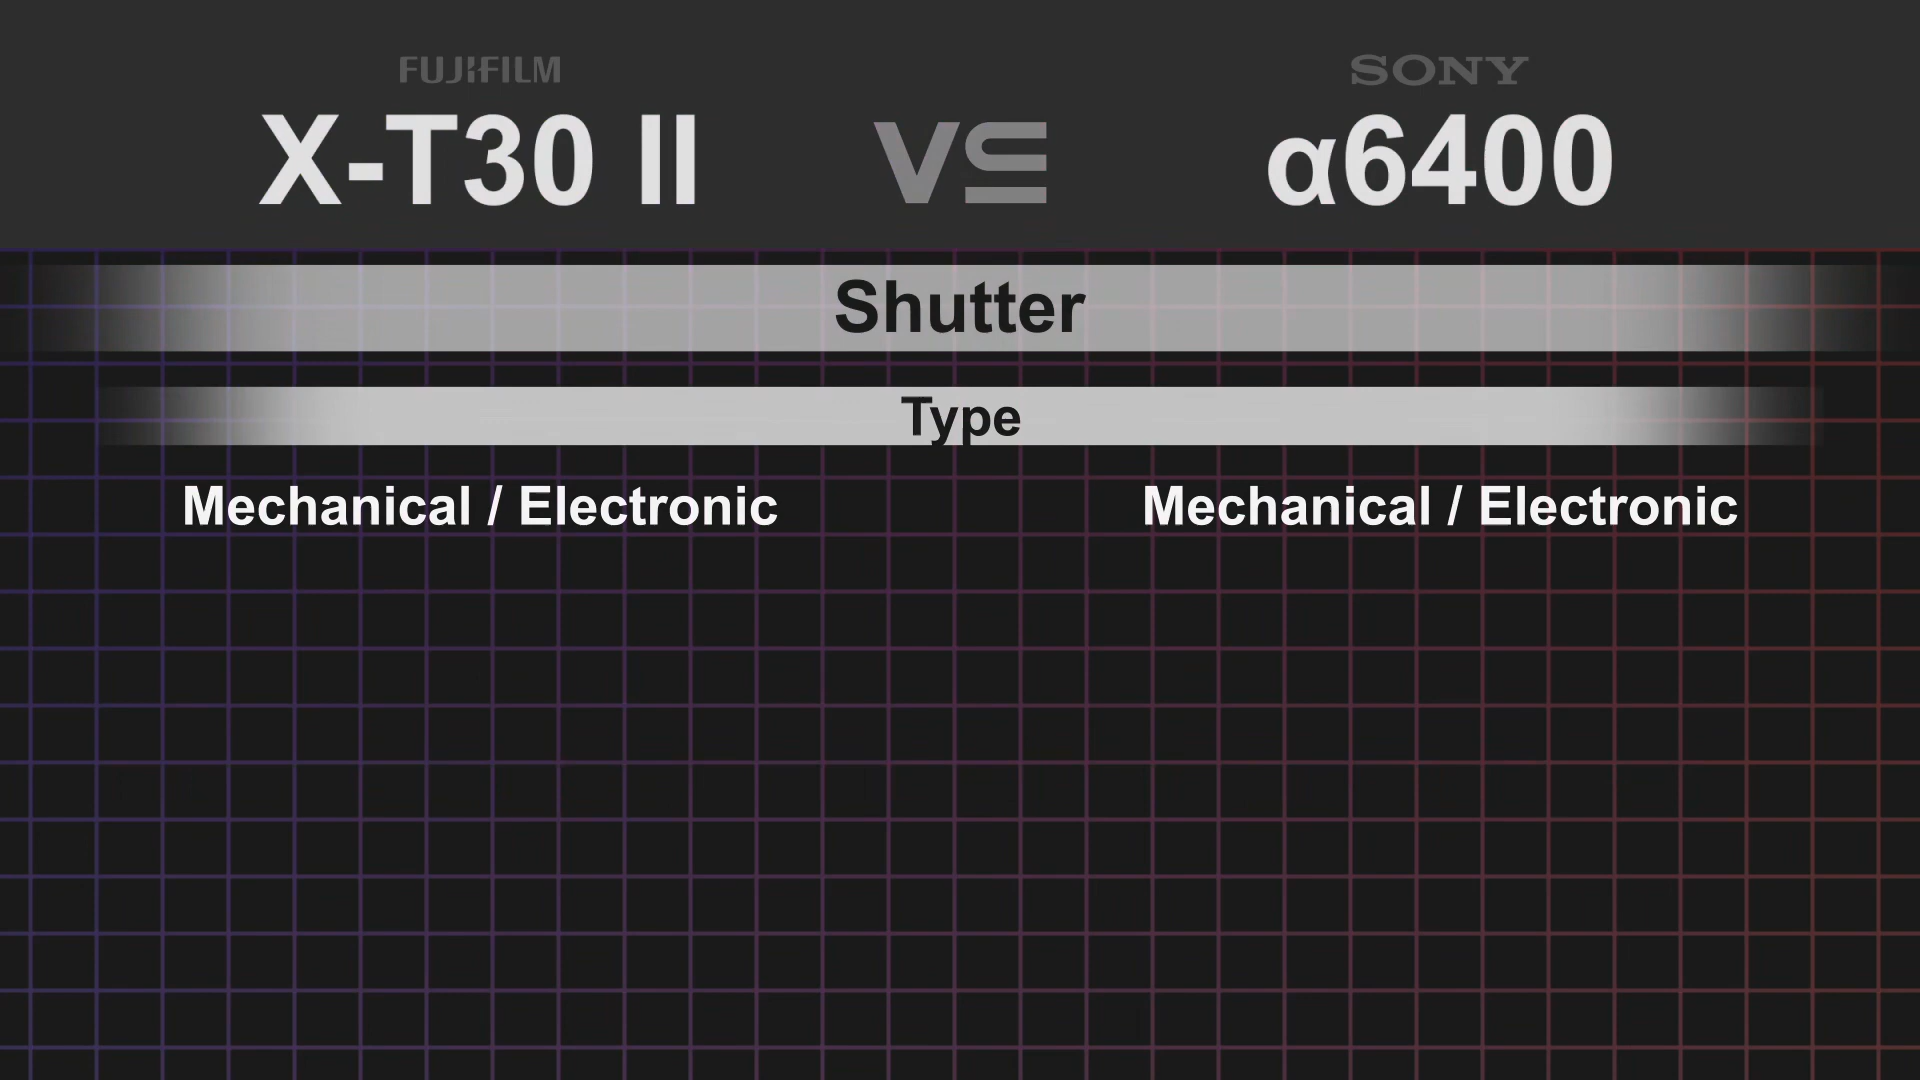 FUJIFILM
X-T30 II
VS
SONY
α6400
Shutter
Type
Mechanical / Electronic
Mechanical / Electronic